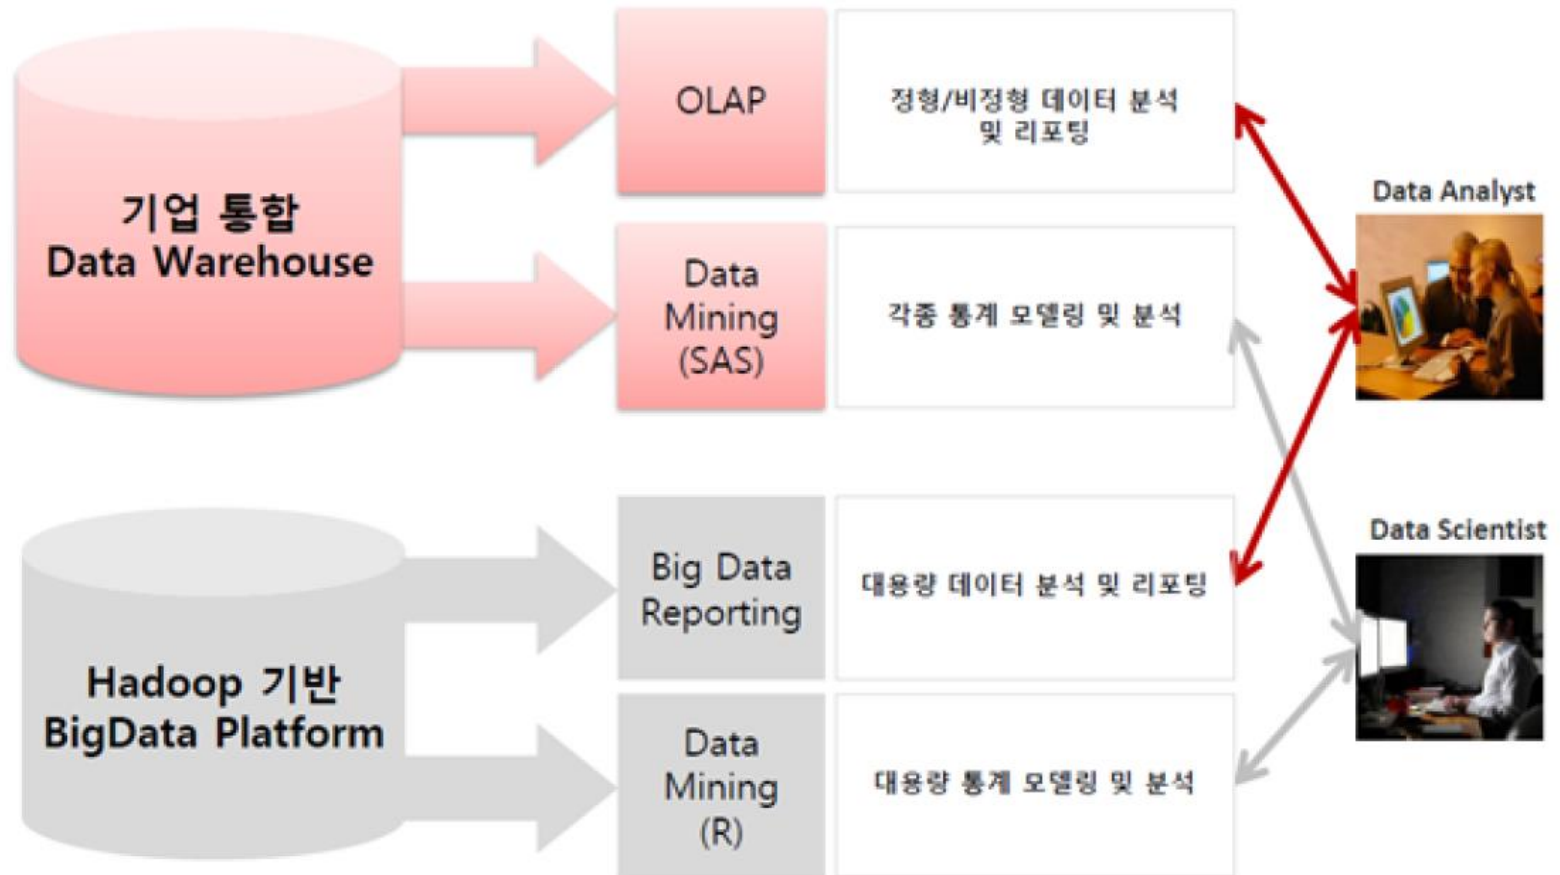 기업 통합
Data Warehouse
OLAP
정형/비정형 데이터 분석
및 리포팅
Data
Mining
(SAS)
각종 통계 모델링 및 분석
Data Analyst
Hadoop 기반
BigData Platform
Big Data
Reporting
대용량 데이터 분석 및 리포팅
Data
Mining
(R)
대용량 통계 모델링 및 분석
Data Scientist